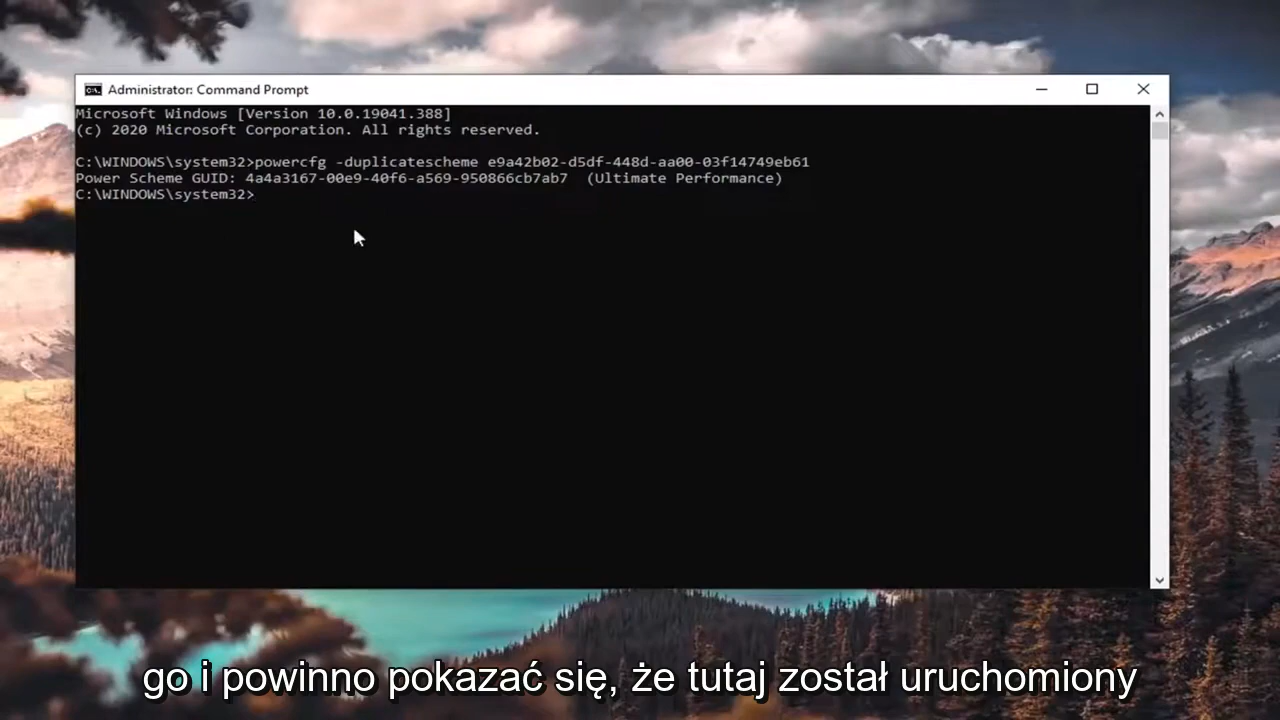 Administrator: Command Prompt
Microsoft Windows [Version 10.0.19041.388]
(c) 2020 Microsoft Corporation. All rights reserved.
C:\WINDOWS\system32>powercfg -duplicatescheme e9a42b02-d5df-448d-aa00-03f14749eb61
Power Scheme GUID: 4a4a3167-00e9-40f6-a569-950866cb7ab7  (Ultimate Performance)
C:\WINDOWS\system32>
go i powinno pokazać się, że tutaj został uruchomiony